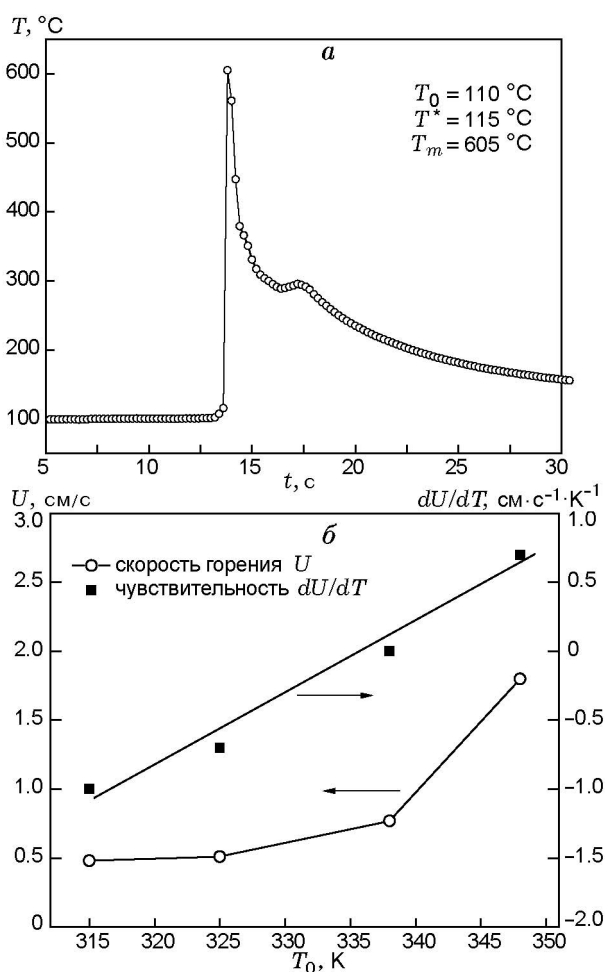 T, °C
а
600
500
400
300
200
100
T₀ = 110 °C
T* = 115 °C
Tₘ = 605 °C
5 10 15 20 25 30
t, с
U, см/с
dU/dT, см·с⁻¹·К⁻¹
б
3.0
2.5
2.0
1.5
1.0
0.5
0
скорость горения U
чувствительность dU/dT
1.0
0.5
0
−0.5
−1.0
−1.5
−2.0
315 320 325 330 335 340 345 350
T₀, К